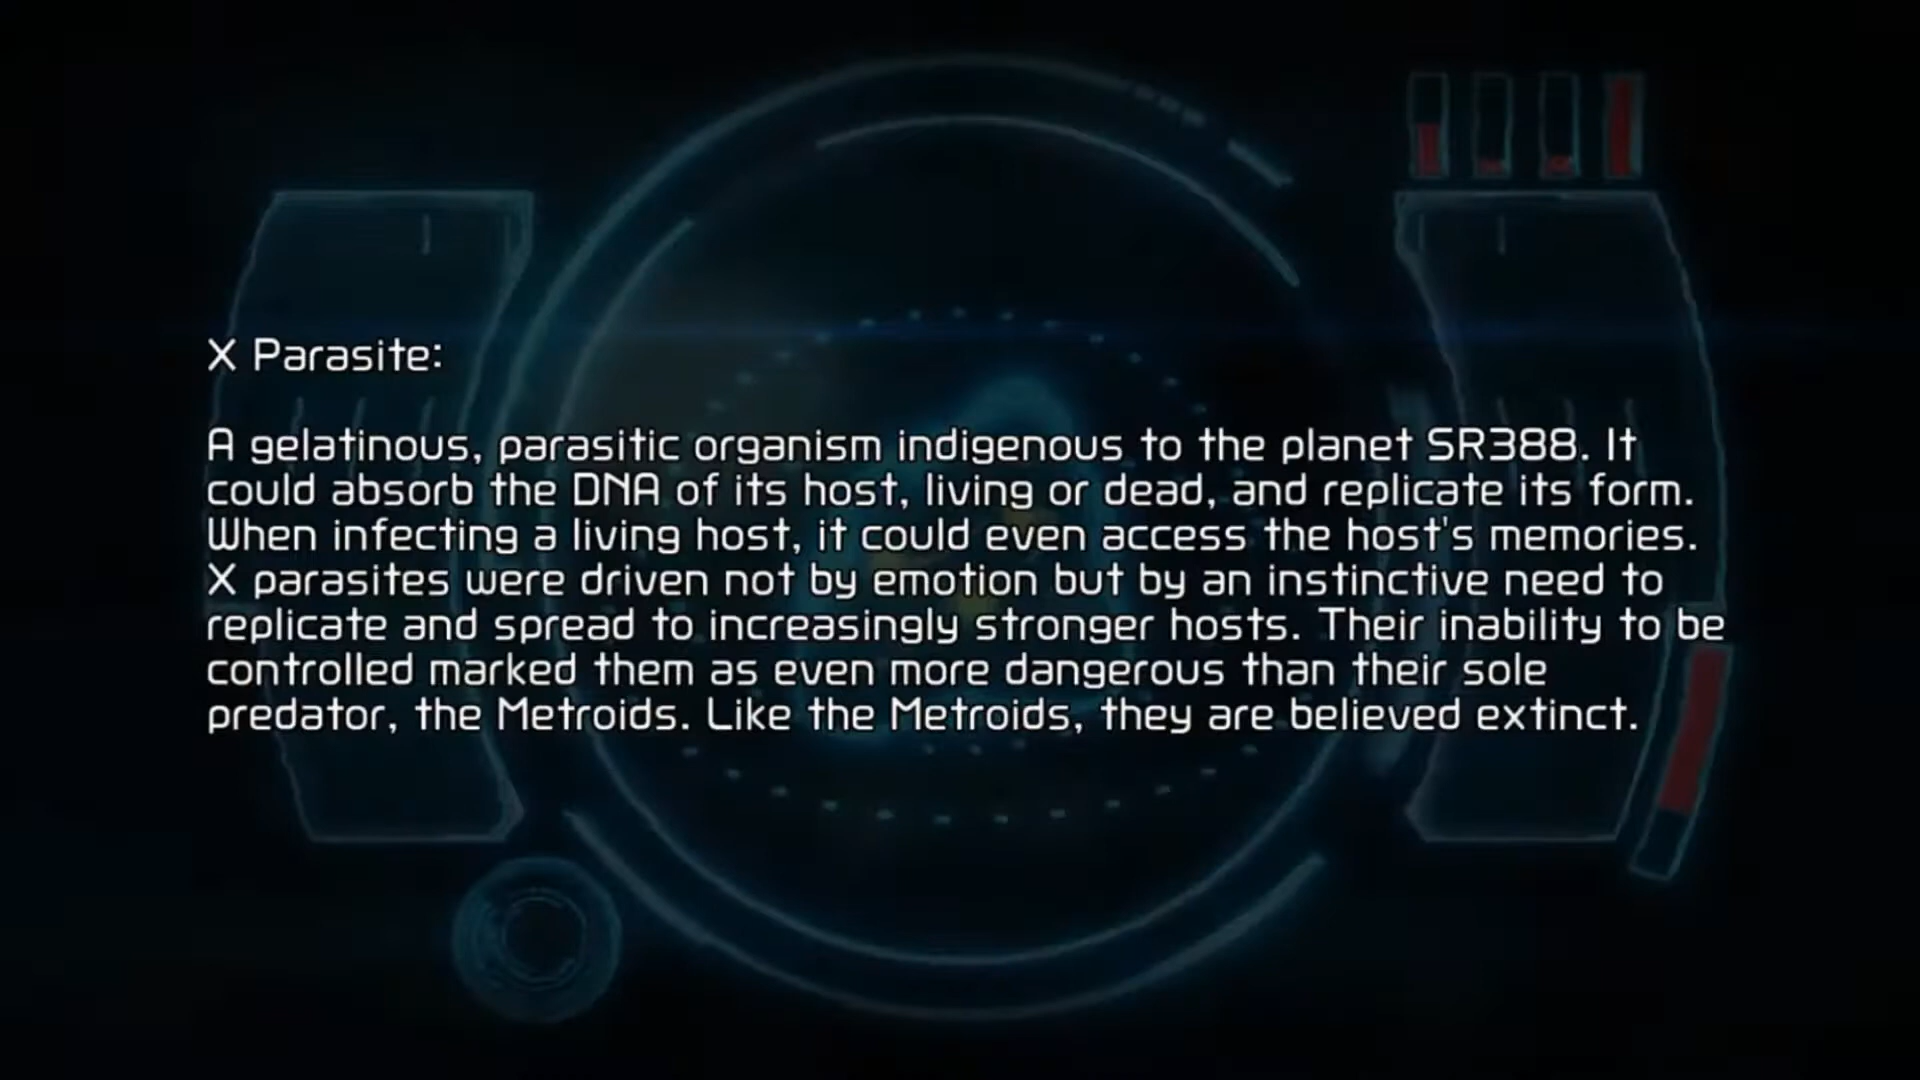 X Parasite:
A gelatinous, parasitic organism indigenous to the planet SR388. It
could absorb the DNA of its host, living or dead, and replicate its form.
When infecting a living host, it could even access the host's memories.
X parasites were driven not by emotion but by an instinctive need to
replicate and spread to increasingly stronger hosts. Their inability to be
controlled marked them as even more dangerous than their sole
predator, the Metroids. Like the Metroids, they are believed extinct.